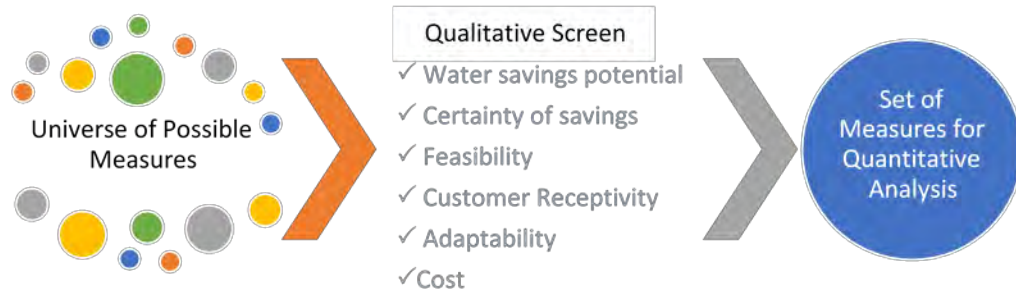 Universe of Possible
Measures
Qualitative Screen
✓ Water savings potential
✓ Certainty of savings
✓ Feasibility
✓ Customer Receptivity
✓ Adaptability
✓Cost
Set of
Measures for
Quantitative
Analysis